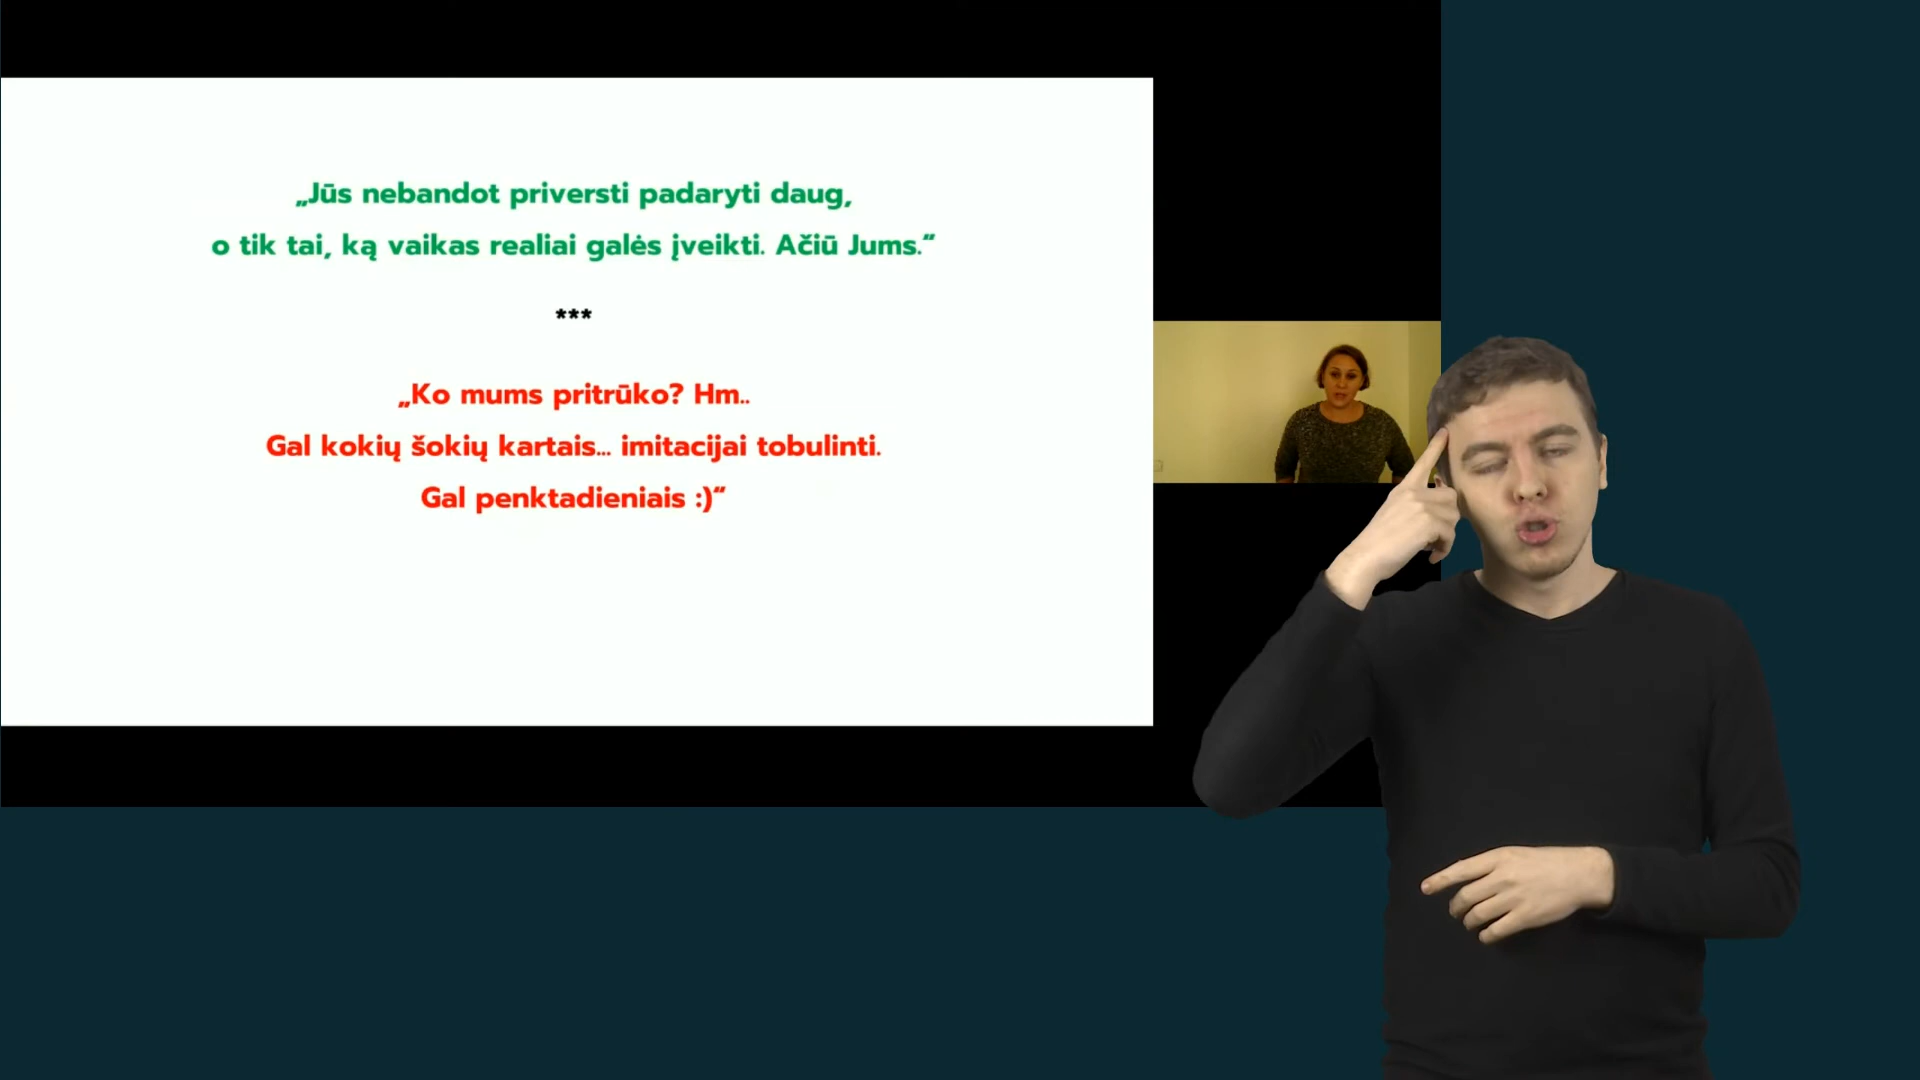 „Jūs nebandot priversti padaryti daug,
o tik tai, ką vaikas realiai galės įveikti. Ačiū Jums.“
***
„Ko mums pritrūko? Hm..
Gal kokių šokių kartais... imitacijai tobulinti.
Gal penktadieniais :)“